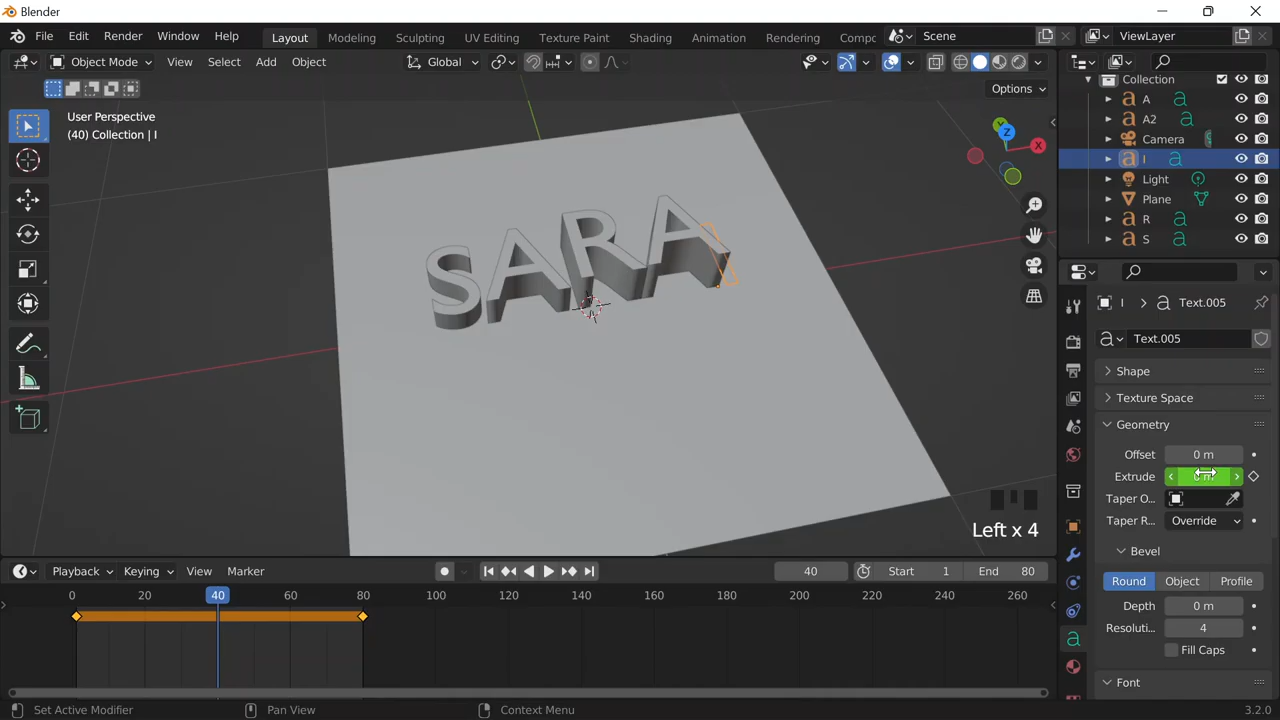 Blender
File Edit Render Window Help
Layout Modeling Sculpting UV Editing Texture Paint Shading Animation Rendering Compc
Scene
ViewLayer
Object Mode View Select Add Object
Global
Options
User Perspective
(40) Collection | I
SARA
Z
Y
X
Left x 4
Collection
A
A2
Camera
I
Light
Plane
R
S
I > Text.005
Text.005
Shape
Texture Space
Geometry
Offset 0 m
Extrude
Taper O...
Taper R... Override
Bevel
Round Object Profile
Depth 0 m
Resoluti... 4
Fill Caps
Font
Playback Keying View Marker
40
Start 1 End 80
0 20 40 60 80 100 120 140 160 180 200 220 240 260
Set Active Modifier
Pan View
Context Menu
3.2.0